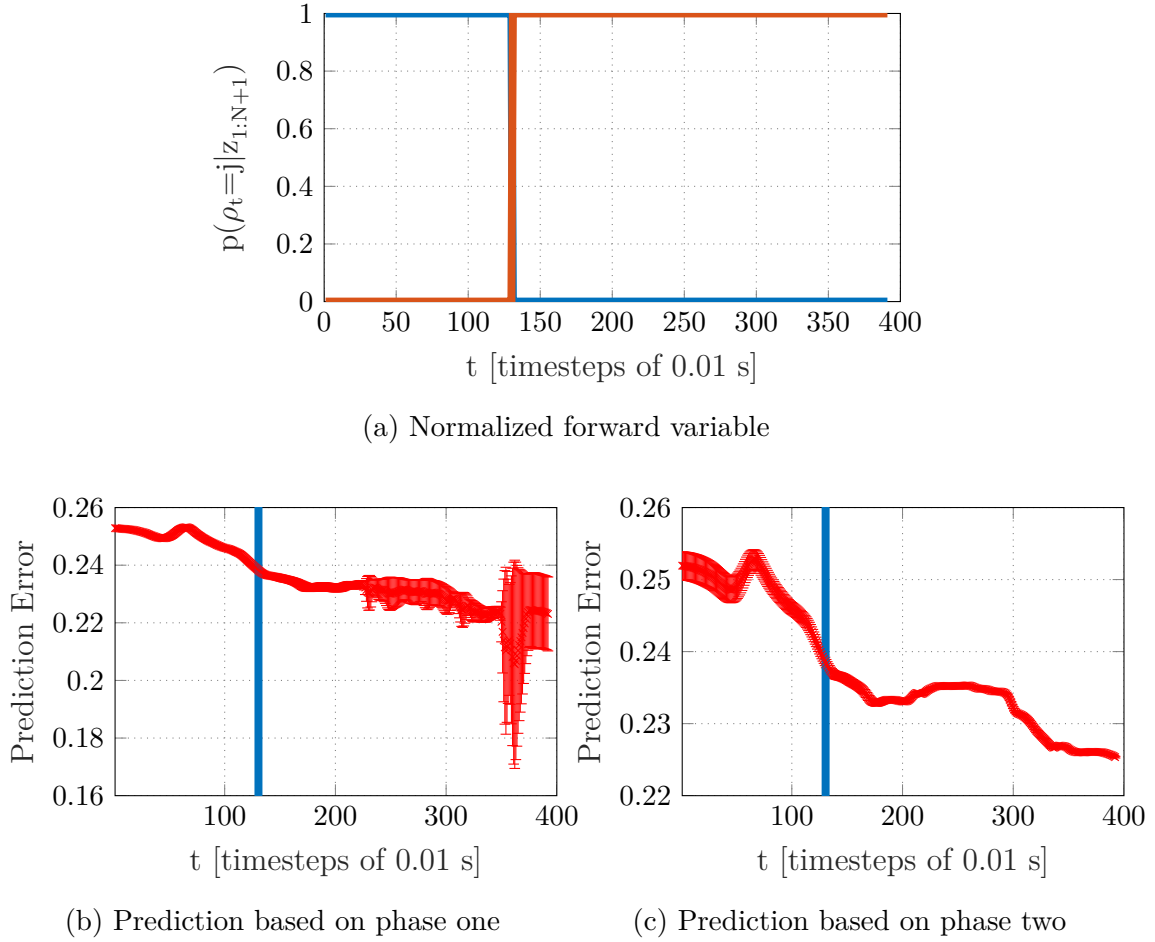 1
0.8
0.6
0.4
0.2
0
p(ρt=j|z1:N+1)
0 50 100 150 200 250 300 350 400
t [timesteps of 0.01 s]
(a) Normalized forward variable
0.26
0.24
0.22
0.2
0.18
0.16
Prediction Error
100 200 300 400
t [timesteps of 0.01 s]
(b) Prediction based on phase one
0.26
0.25
0.24
0.23
0.22
Prediction Error
100 200 300 400
t [timesteps of 0.01 s]
(c) Prediction based on phase two